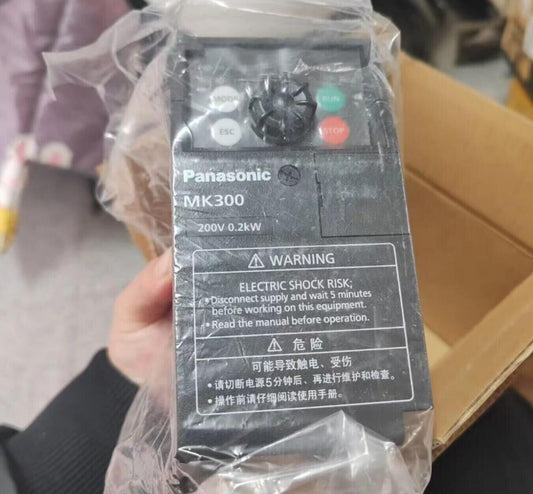 MODE
RUN
ESC
STOP
Panasonic
MK300
200V 0.2kW
⚠ WARNING
ELECTRIC SHOCK RISK;
•Disconnect supply and wait 5 minutes
before working on this equipment.
•Read the manual before operation.
⚠ 危险
可能导致触电、受伤
•请切断电源5分钟后、再进行维护和检查。
•操作前请仔细阅读使用手册。